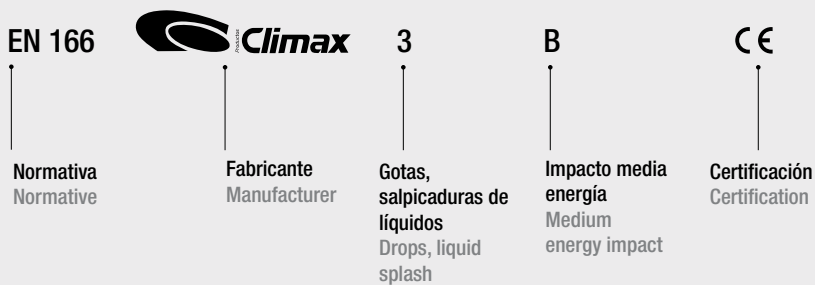 EN 166
Productos
Climax
3
B
CE
Normativa
Normative
Fabricante
Manufacturer
Gotas,
salpicaduras de
líquidos
Drops, liquid
splash
Impacto media
energía
Medium
energy impact
Certificación
Certification